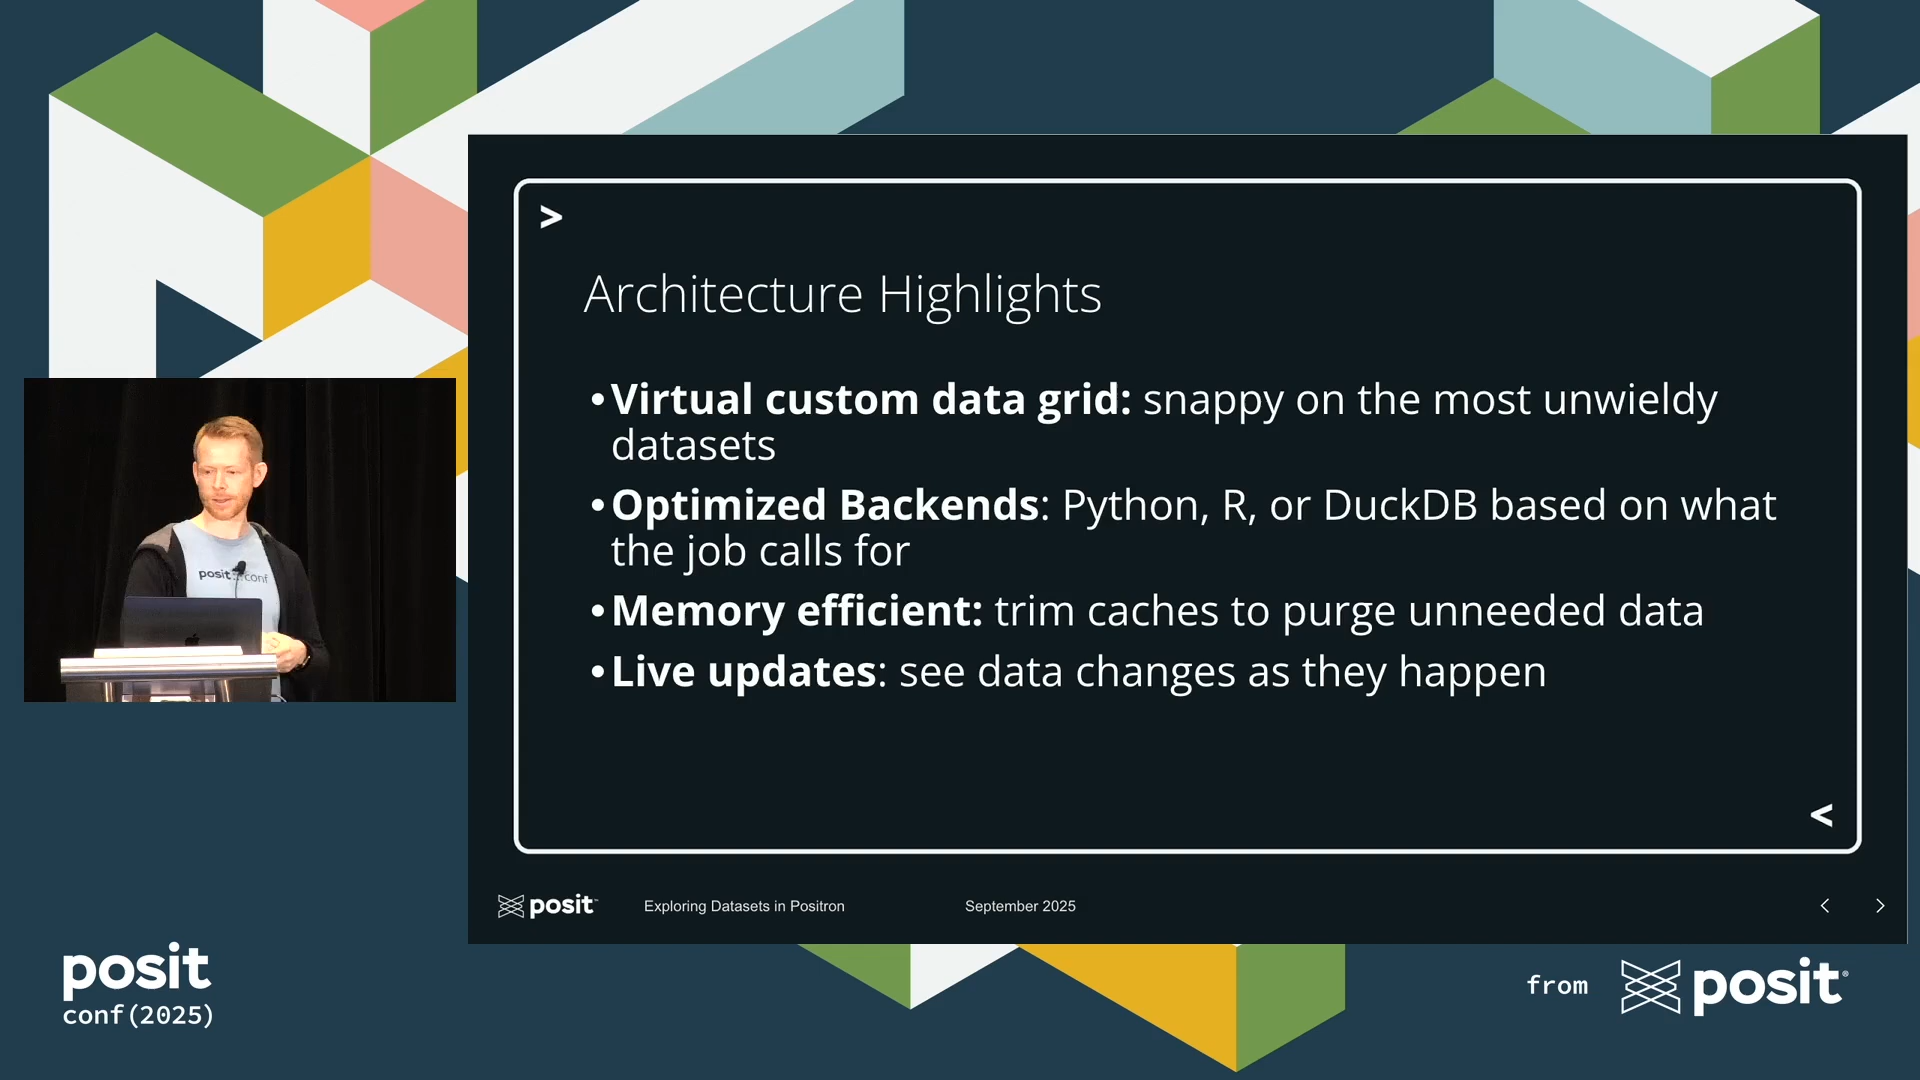 >
Architecture Highlights
•Virtual custom data grid: snappy on the most unwieldy
datasets
•Optimized Backends: Python, R, or DuckDB based on what
the job calls for
•Memory efficient: trim caches to purge unneeded data
•Live updates: see data changes as they happen
<
posit™ Exploring Datasets in Positron September 2025 < >
posit::conf
posit
conf(2025)
from posit®